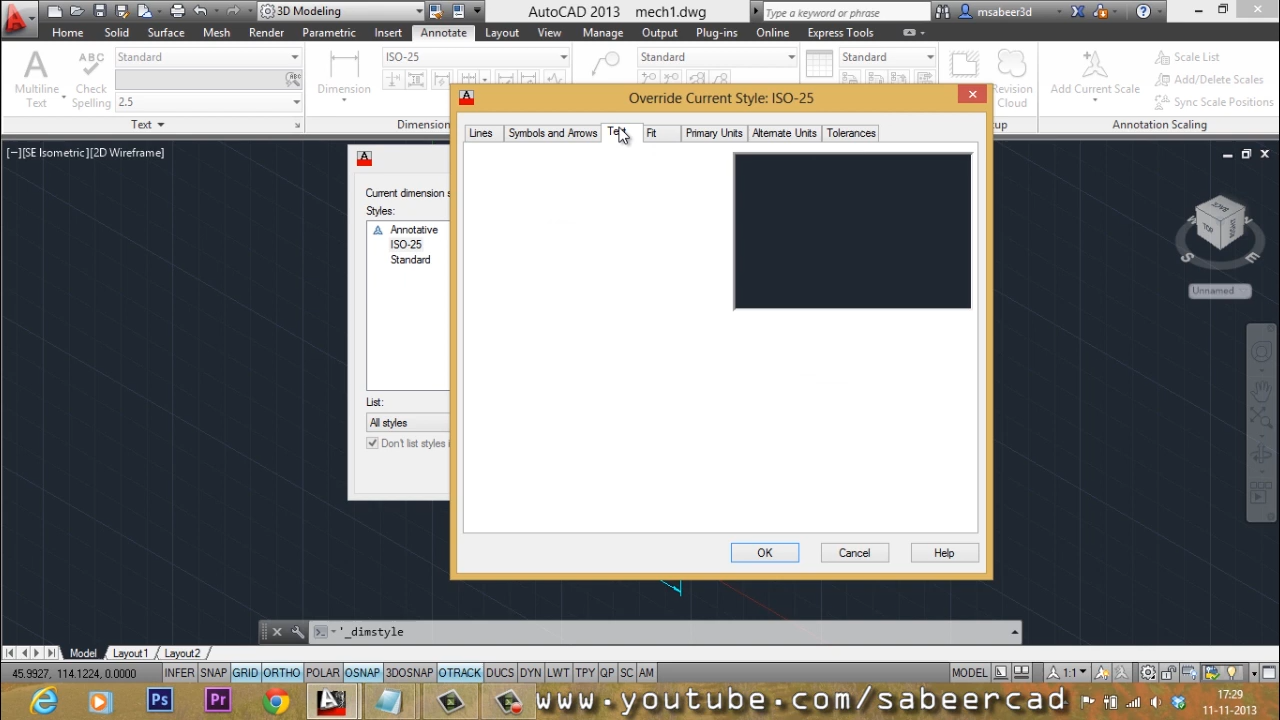 3D Modeling AutoCAD 2013 mech1.dwg Type a keyword or phrase msabeer3d
Home Solid Surface Mesh Render Parametric Insert Annotate Layout View Manage Output Plug-ins Online Express Tools
Standard ISO-25 Standard Standard Scale List
Multiline Text Check Spelling Dimension Revision Cloud Add Current Scale Add/Delete Scales
2.5 Sync Scale Positions
Text Dimension up Annotation Scaling
[−][SE Isometric][2D Wireframe]
Override Current Style: ISO-25
Lines Symbols and Arrows Text Fit Primary Units Alternate Units Tolerances
Current dimension s
Styles:
Annotative
ISO-25
Standard
List:
All styles
Don't list styles i
OK Cancel Help
TOP BACK
S E
Unnamed
'_dimstyle
Model Layout1 Layout2
45.9927, 114.1224, 0.0000 INFER SNAP GRID ORTHO POLAR OSNAP 3DOSNAP OTRACK DUCS DYN LWT TPY QP SC AM MODEL 1:1
Ps Pr www.youtube.com/sabeercad 17:29
11-11-2013